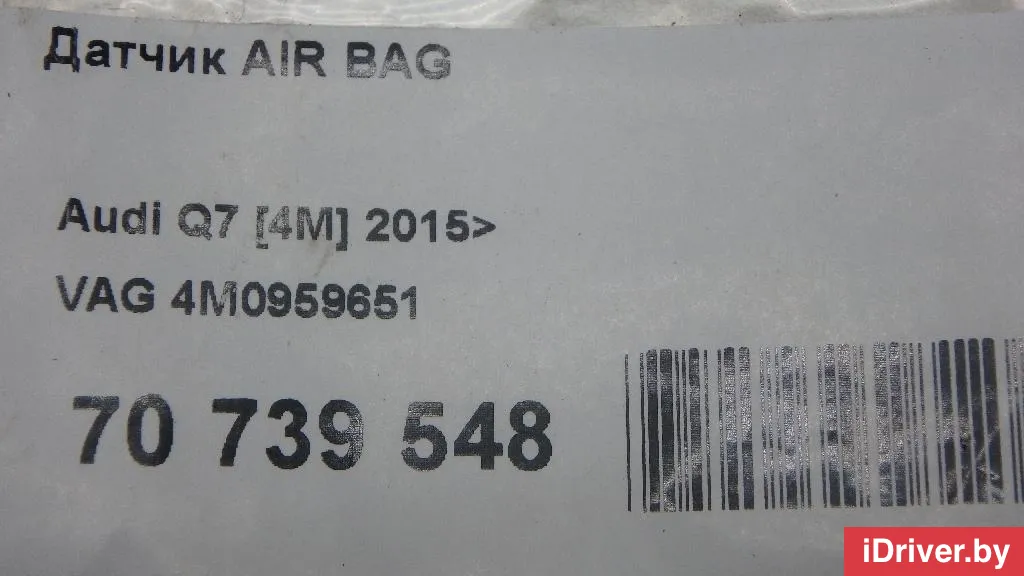 Датчик AIR BAG
Audi Q7 [4M] 2015>
VAG 4M0959651
70 739 548
iDriver.by